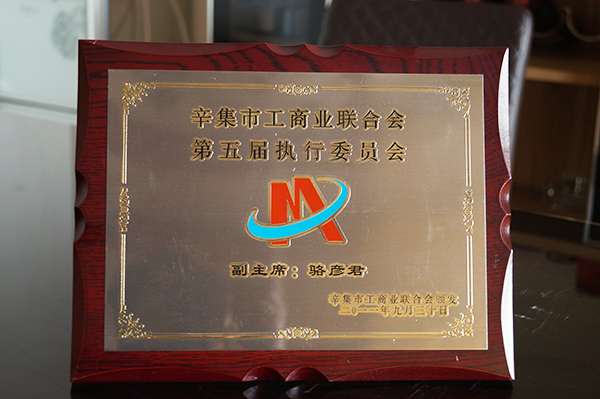 辛集市工商业联合会
第五届执行委员会
副主席：骆彦君
辛集市工商业联合会颁发
二0一一年九月三十日